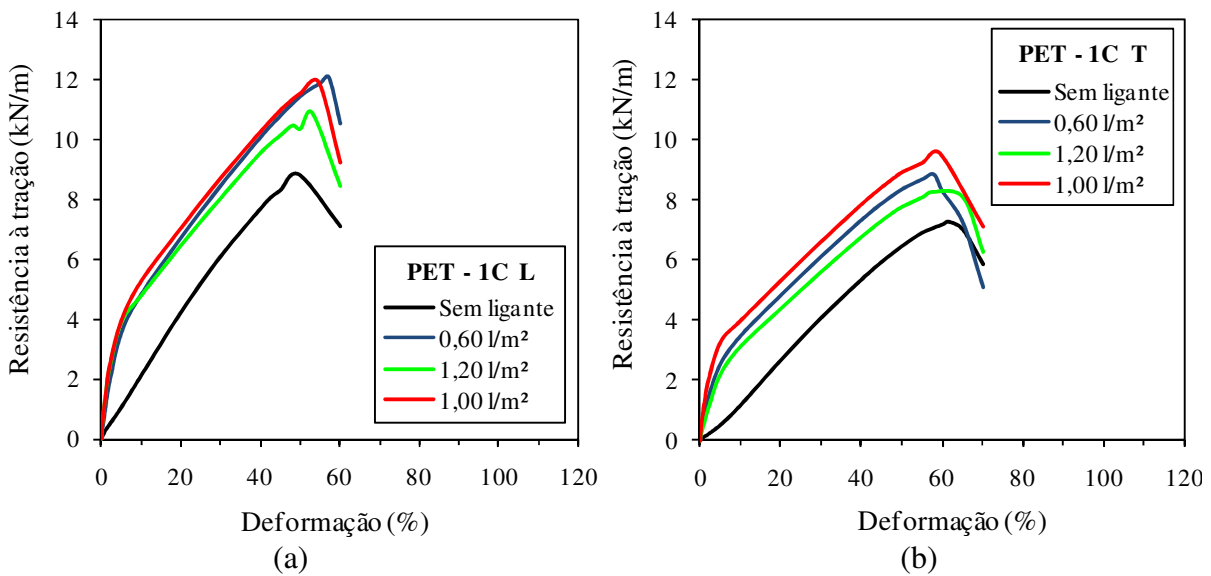 Resistência à tração (kN/m)
14
12
10
8
6
4
2
0
0 20 40 60 80 100 120
PET - 1C L
Sem ligante
0,60 l/m²
1,20 l/m²
1,00 l/m²
Deformação (%)
(a)
Resistência à tração (kN/m)
14
12
10
8
6
4
2
0
0 20 40 60 80 100 120
PET - 1C T
Sem ligante
0,60 l/m²
1,20 l/m²
1,00 l/m²
Deformação (%)
(b)